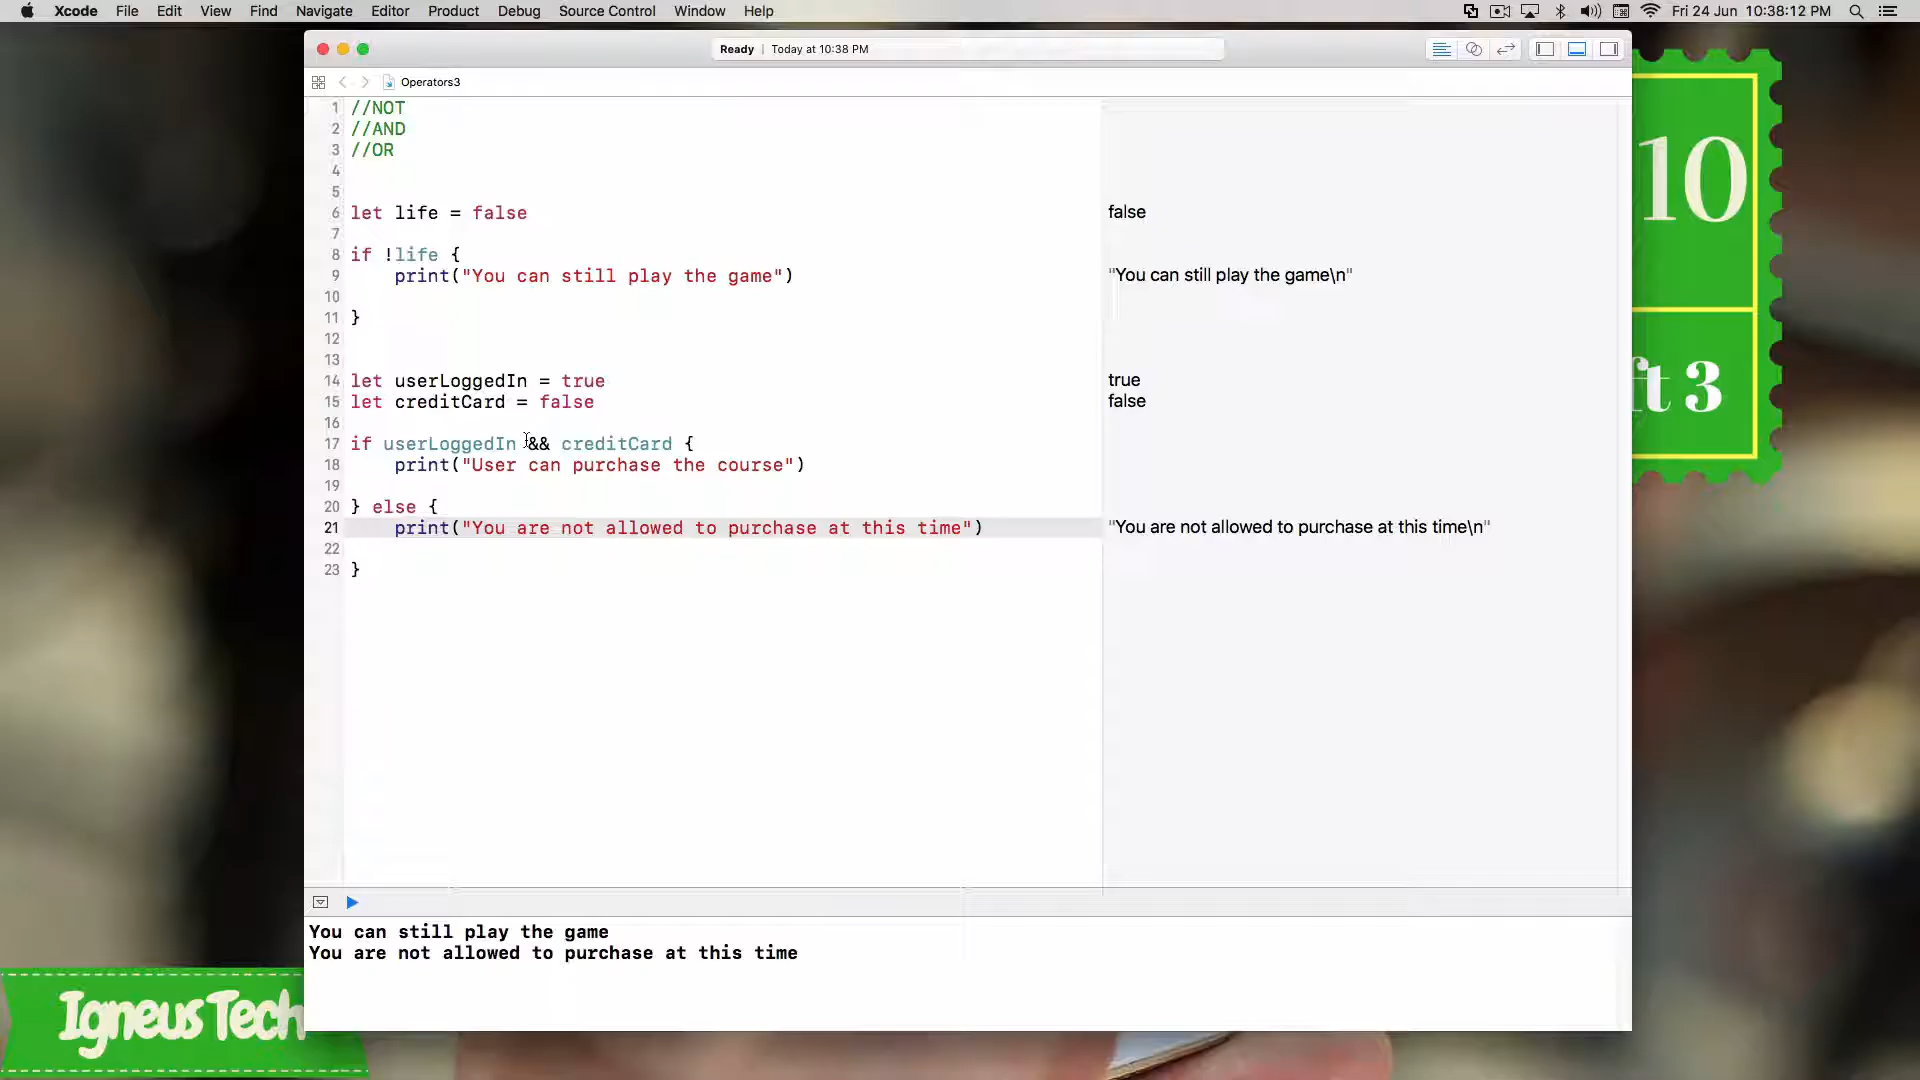 Xcode File Edit View Find Navigate Editor Product Debug Source Control Window Help Fri 24 Jun 10:38:12 PM
Ready | Today at 10:38 PM
Operators3
1 //NOT
2 //AND
3 //OR
4
5
6 let life = false false
7
8 if !life {
9 print("You can still play the game") "You can still play the game\n"
10
11 }
12
13
14 let userLoggedIn = true true
15 let creditCard = false false
16
17 if userLoggedIn && creditCard {
18 print("User can purchase the course")
19
20 } else {
21 print("You are not allowed to purchase at this time") "You are not allowed to purchase at this time\n"
22
23 }
You can still play the game
You are not allowed to purchase at this time
10
ft 3
Igneus Tech